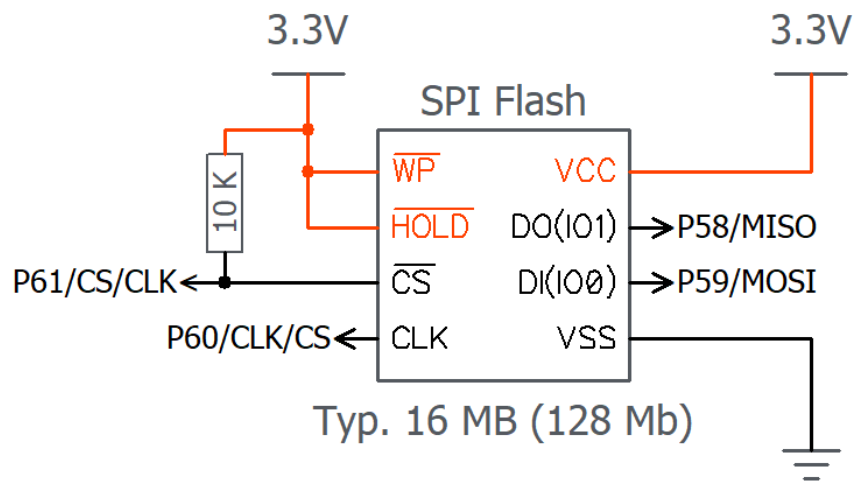 3.3V
3.3V
SPI Flash
10 K
WP
VCC
HOLD
DO(IO1)
P58/MISO
P61/CS/CLK
CS
DI(IO0)
P59/MOSI
P60/CLK/CS
CLK
VSS
Typ. 16 MB (128 Mb)